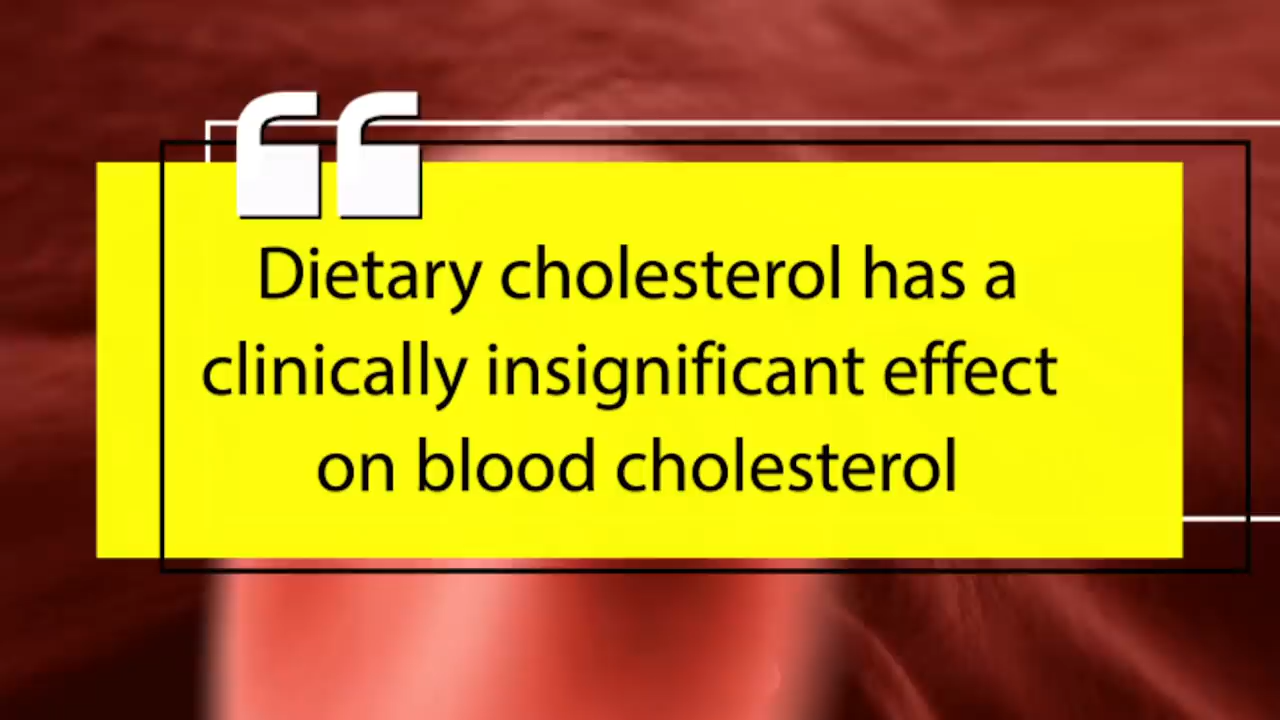 “
Dietary cholesterol has a
clinically insignificant effect
on blood cholesterol